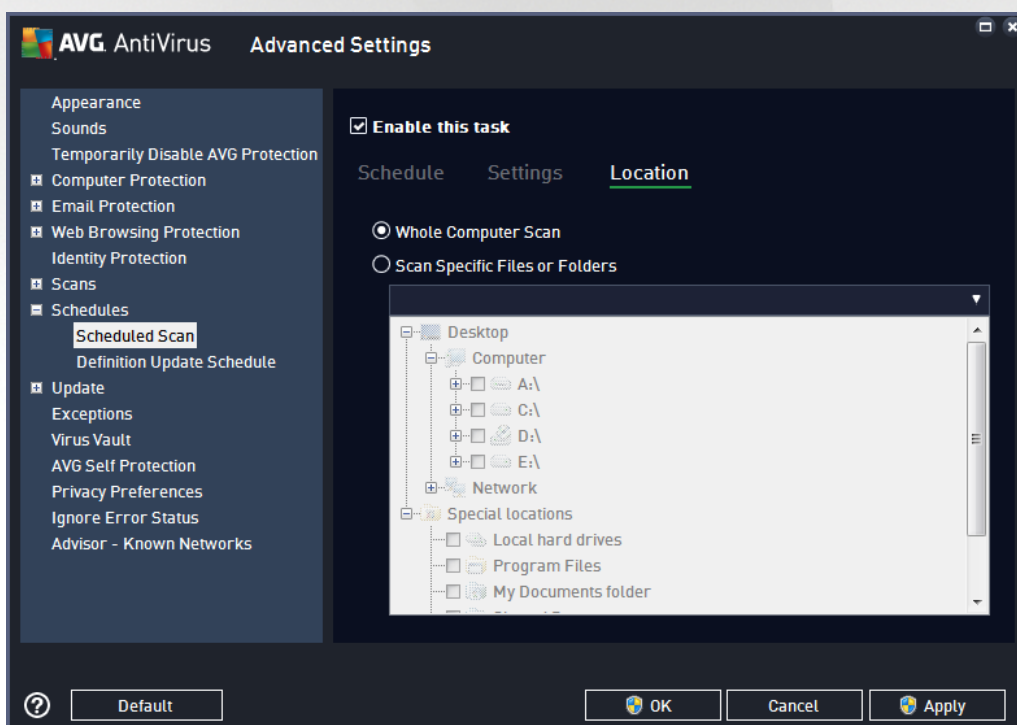 AVG. AntiVirus Advanced Settings
Appearance
Sounds
Temporarily Disable AVG Protection
Computer Protection
Email Protection
Web Browsing Protection
Identity Protection
Scans
Schedules
Scheduled Scan
Definition Update Schedule
Update
Exceptions
Virus Vault
AVG Self Protection
Privacy Preferences
Ignore Error Status
Advisor - Known Networks
Enable this task
Schedule Settings Location
Whole Computer Scan
Scan Specific Files or Folders
Desktop
Computer
A:\
C:\
D:\
E:\
Network
Special locations
Local hard drives
Program Files
My Documents folder
Default OK Cancel Apply